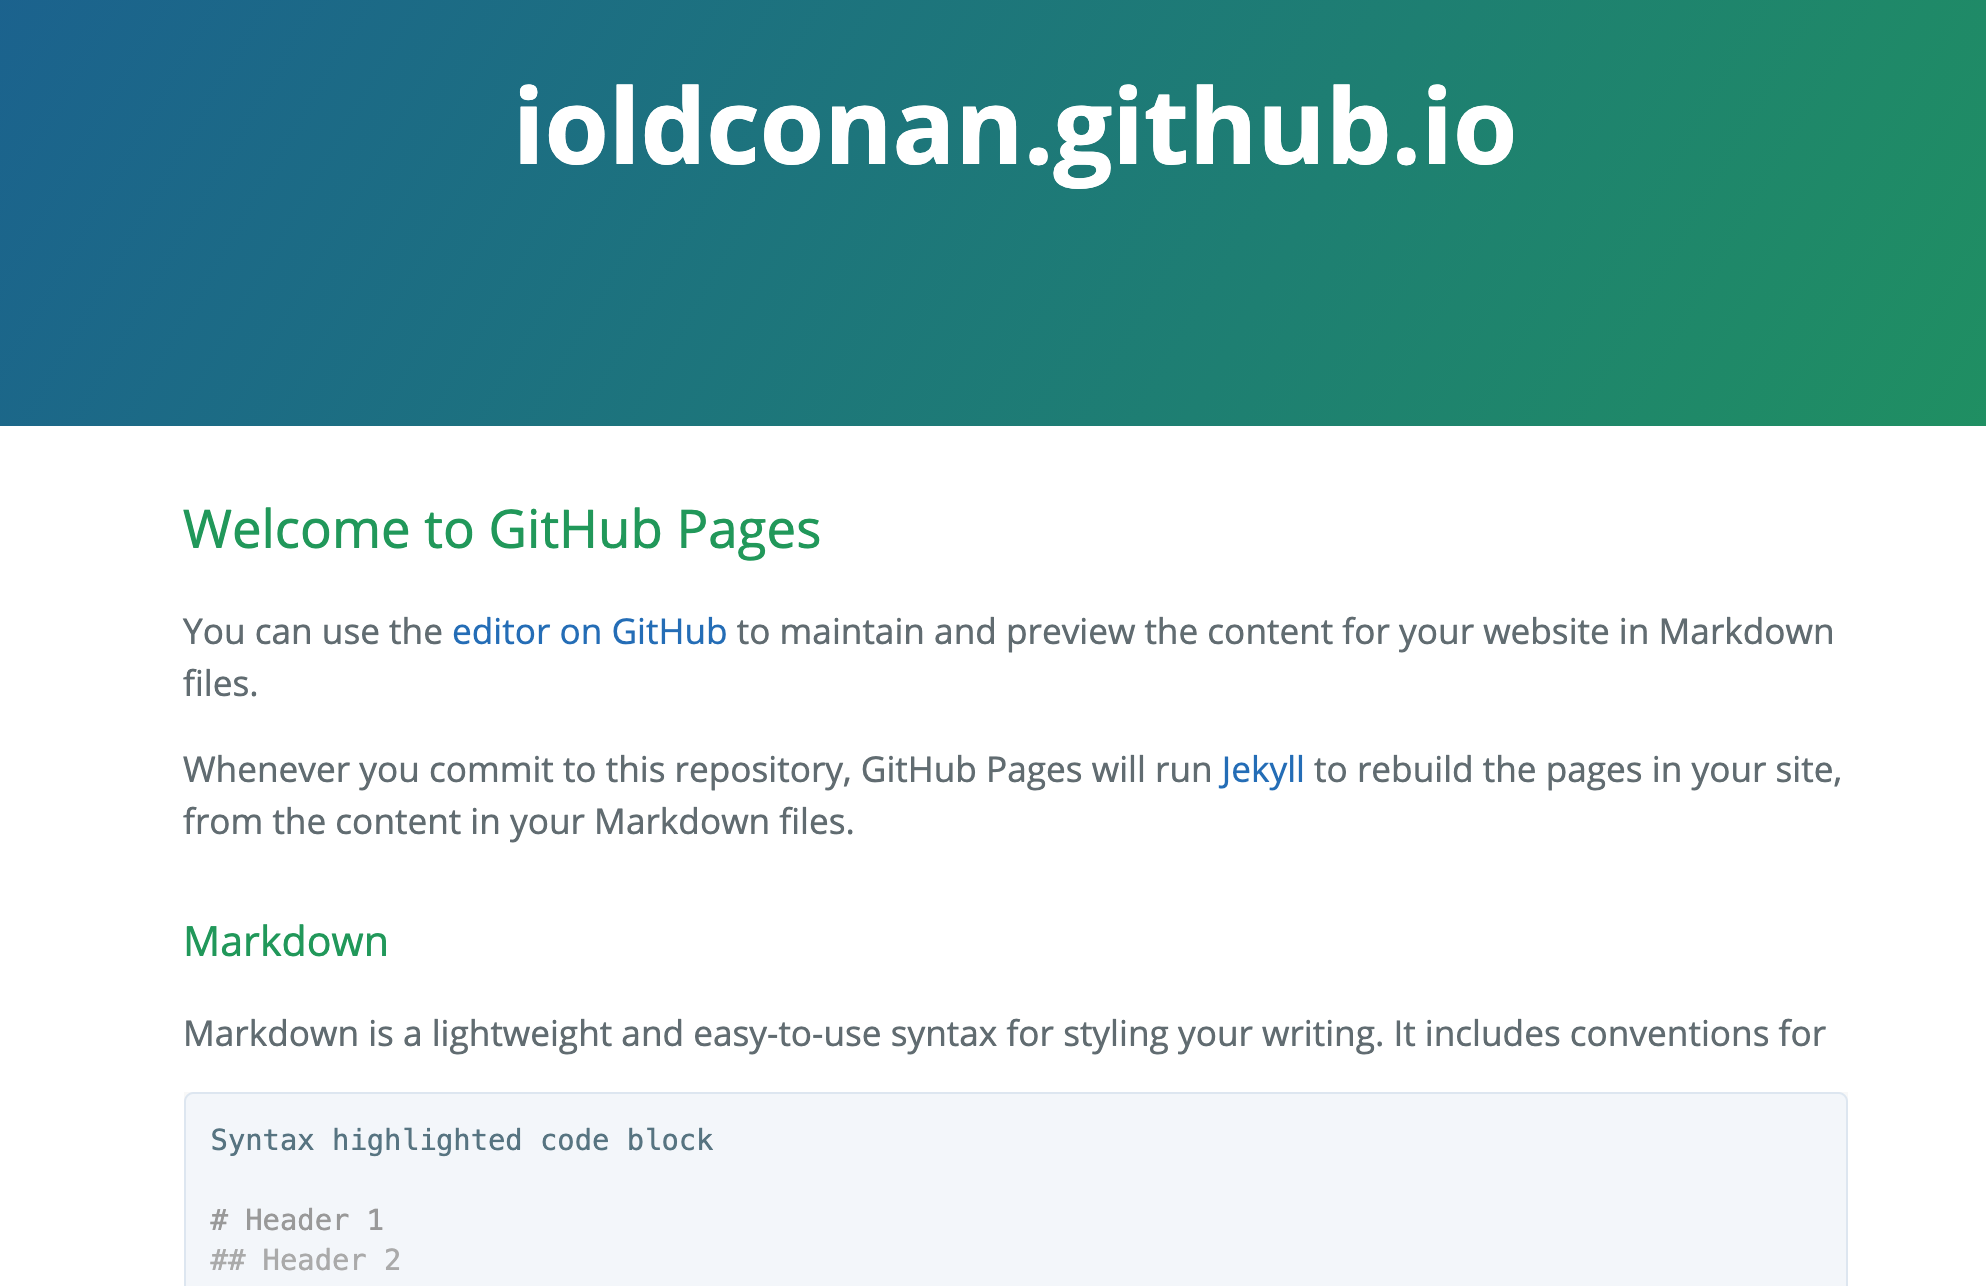 ioldconan.github.io
Welcome to GitHub Pages
You can use the editor on GitHub to maintain and preview the content for your website in Markdown
files.
Whenever you commit to this repository, GitHub Pages will run Jekyll to rebuild the pages in your site,
from the content in your Markdown files.
Markdown
Markdown is a lightweight and easy-to-use syntax for styling your writing. It includes conventions for
Syntax highlighted code block
# Header 1
## Header 2